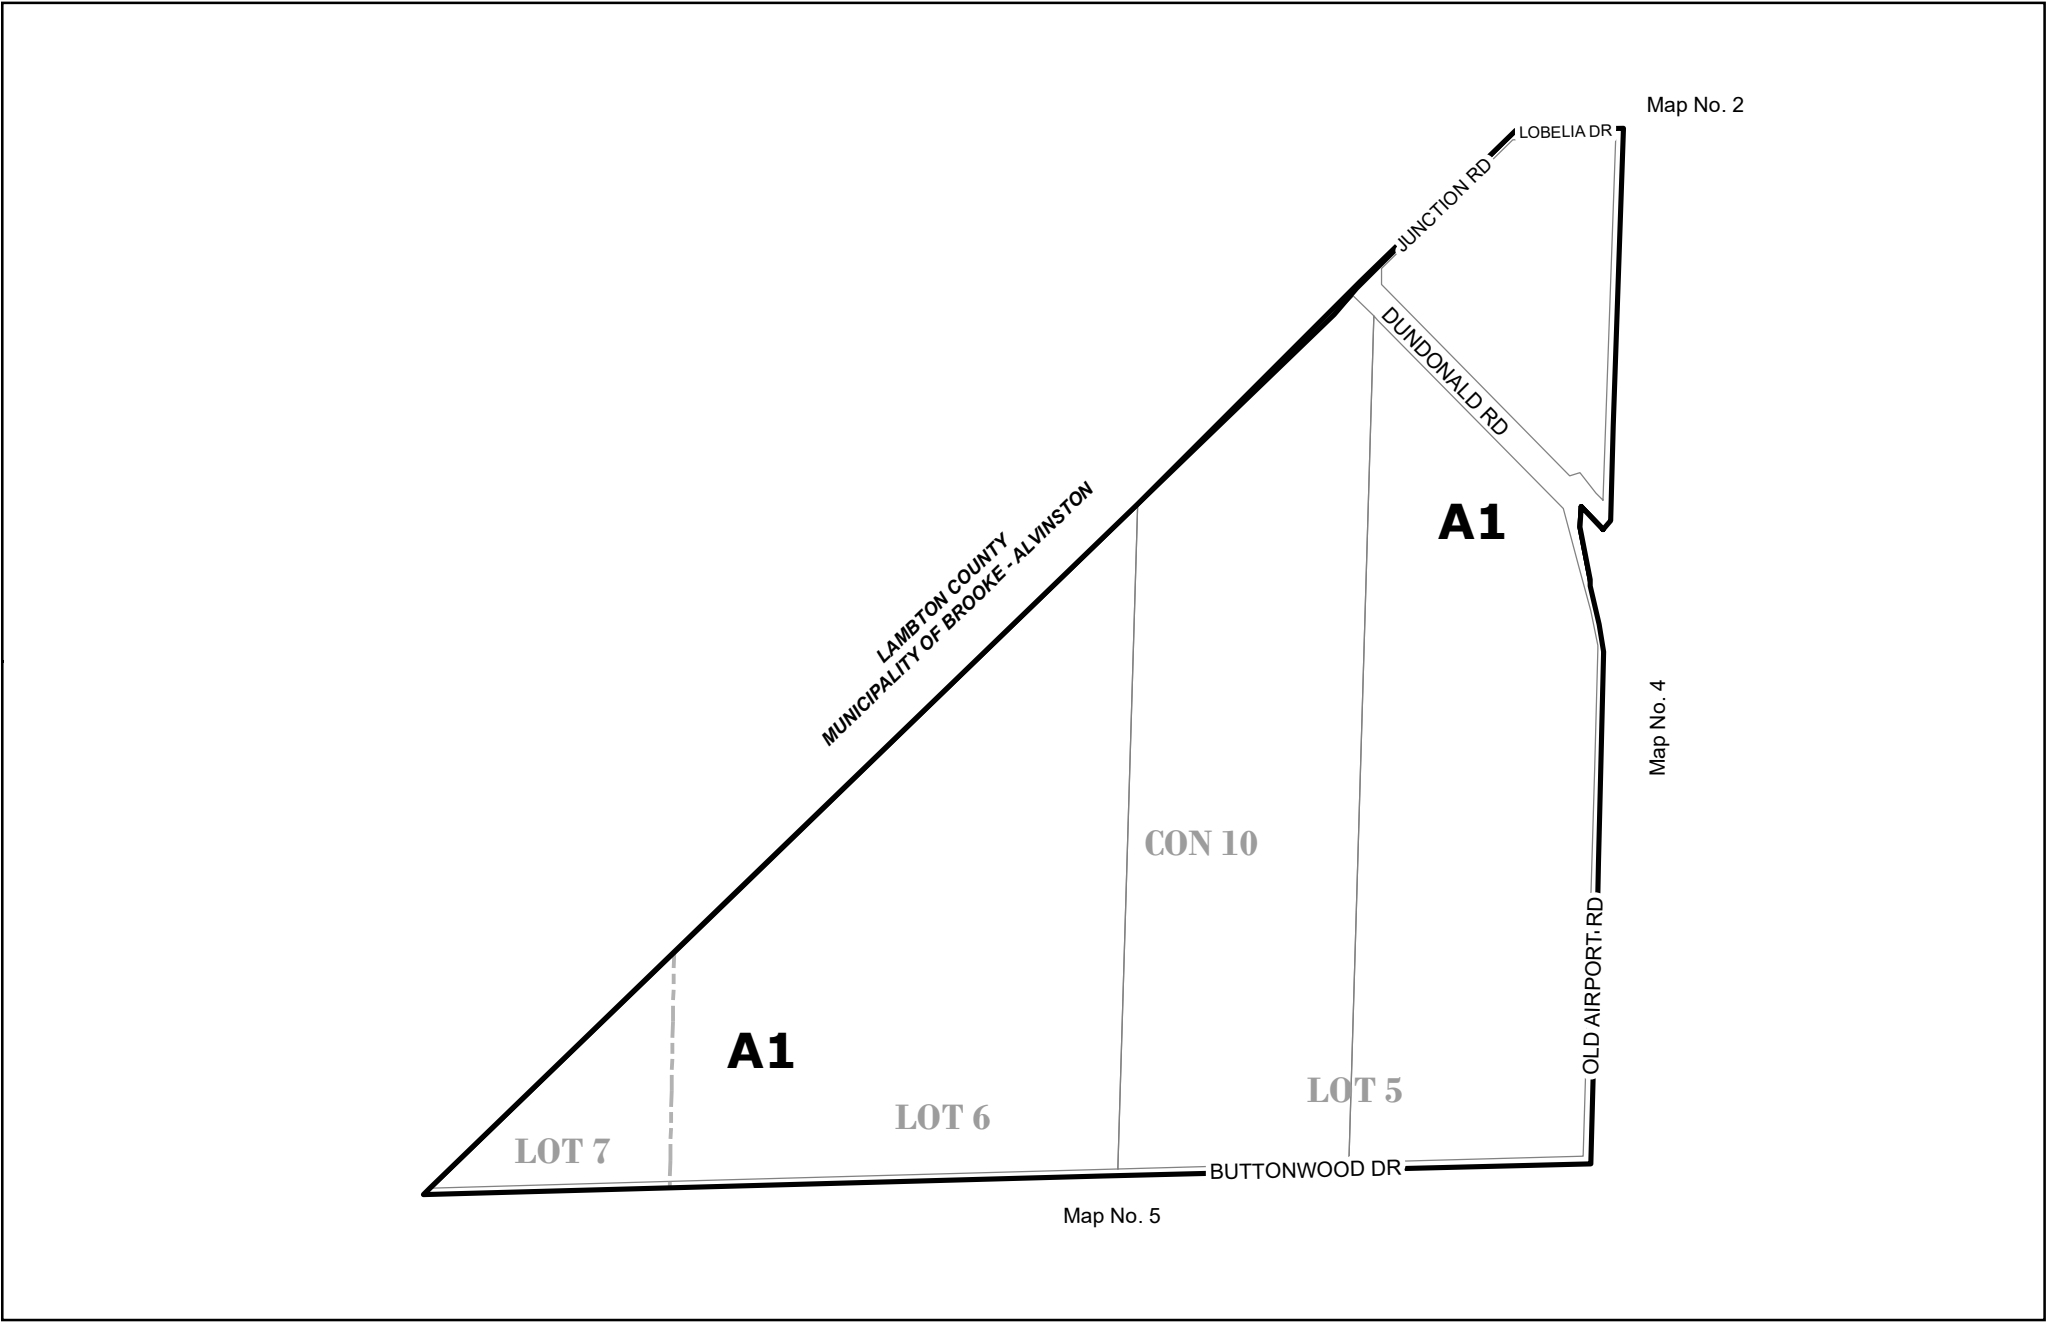 Map No. 2
LOBELIA DR
JUNCTION RD
DUNDONALD RD
A1
LAMBTON COUNTY
MUNICIPALITY OF BROOKE - ALVINSTON
Map No. 4
CON 10
OLD AIRPORT RD
A1
LOT 5
LOT 6
LOT 7
BUTTONWOOD DR
Map No. 5